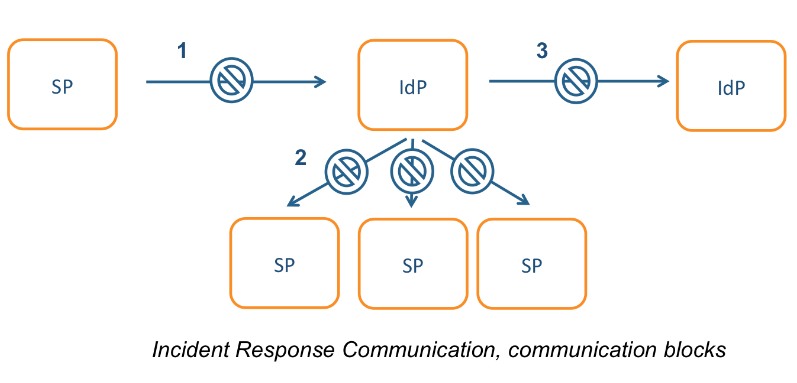 1
3
SP
IdP
IdP
2
SP
SP
SP
Incident Response Communication, communication blocks